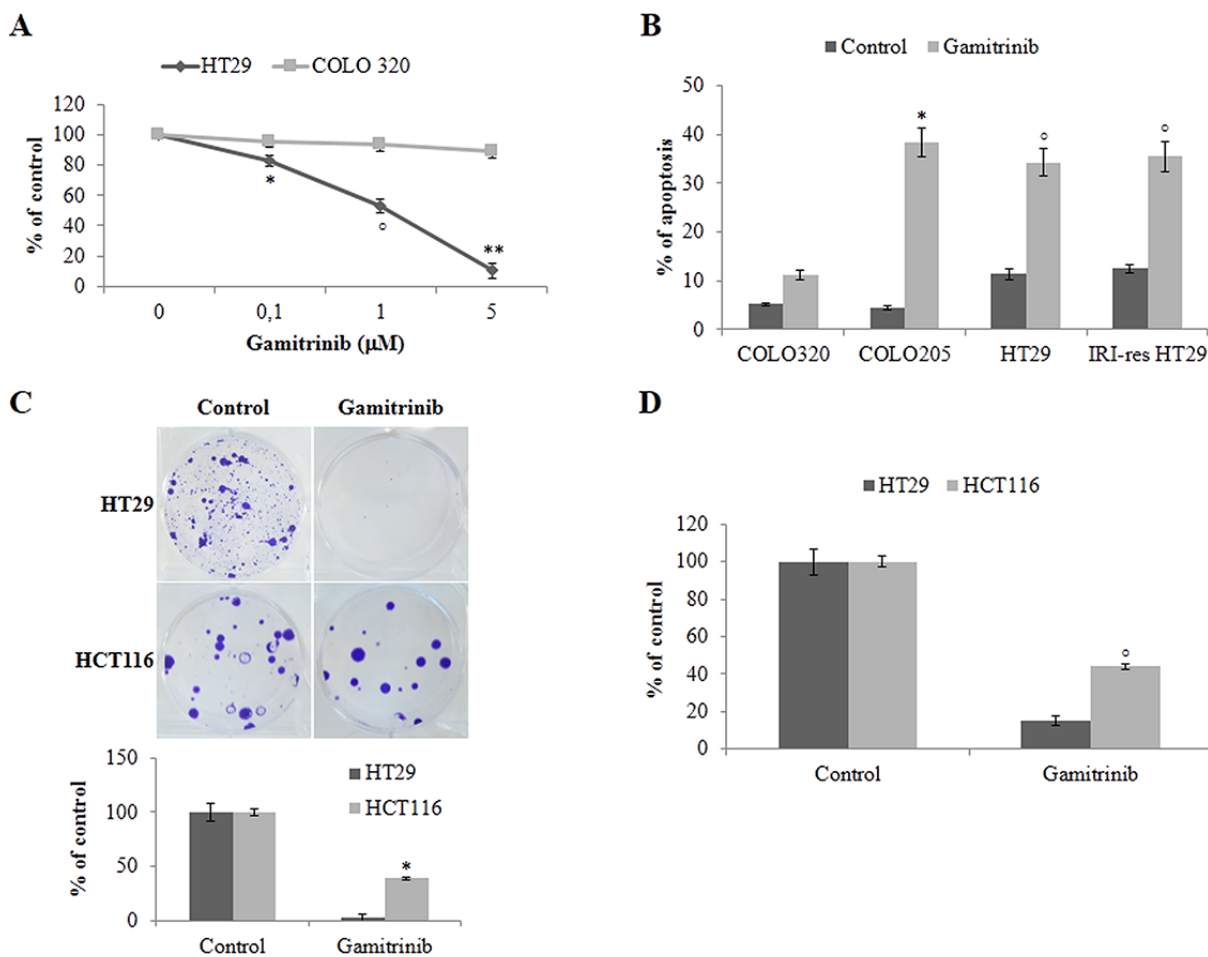 A
HT29 COLO 320
120
100
80
60
40
20
0
% of control
*
°
**
0 0,1 1 5
Gamitrinib (µM)
B
Control Gamitrinib
50
40
30
20
10
0
% of apoptosis
* ° °
COLO320 COLO205 HT29 IRI-res HT29
C
Control Gamitrinib
HT29
HCT116
150
100
50
0
% of control
HT29
HCT116
*
Control Gamitrinib
D
HT29 HCT116
120
100
80
60
40
20
0
% of control
°
Control Gamitrinib